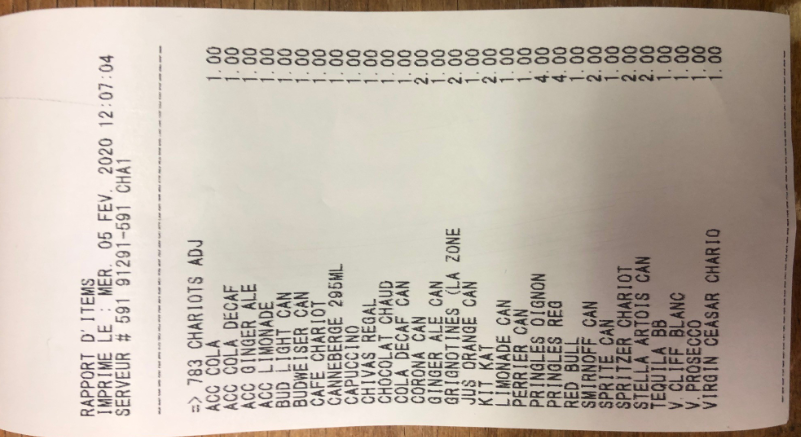 RAPPORT D'ITEMS
IMPRIME LE : MER. 05 FEV. 2020 12:07:04
SERVEUR # 591 91291-591 CHA1
=> 783 CHARIOTS ADJ
ACC COLA 1.00
ACC COLA DECAF 1.00
ACC GINGER ALE 1.00
ACC LIMONADE 1.00
BUD LIGHT CAN 1.00
BUDWEISER CAN 1.00
CAFE CHARIOT 1.00
CANNEBERGE 295ML 1.00
CAPUCCINO 1.00
CHIVAS REGAL 1.00
CHOCOLAT CHAUD 1.00
COLA DECAF CAN 1.00
CORONA CAN 2.00
GINGER ALE CAN 1.00
GRIGNOTINES (LA ZONE 2.00
JUS ORANGE CAN 1.00
KIT KAT 2.00
LIMONADE CAN 1.00
PERRIER CAN 1.00
PRINGLES OIGNON 4.00
PRINGLES REG 4.00
RED BULL 1.00
SMIRNOFF CAN 2.00
SPRITE CAN 1.00
SPRITZER CHARIOT 2.00
STELLA ARTOIS CAN 2.00
TEQUILA BB 1.00
V. CLIFF BLANC 1.00
V. PROSECCO 1.00
VIRGIN CEASAR CHARIO 1.00